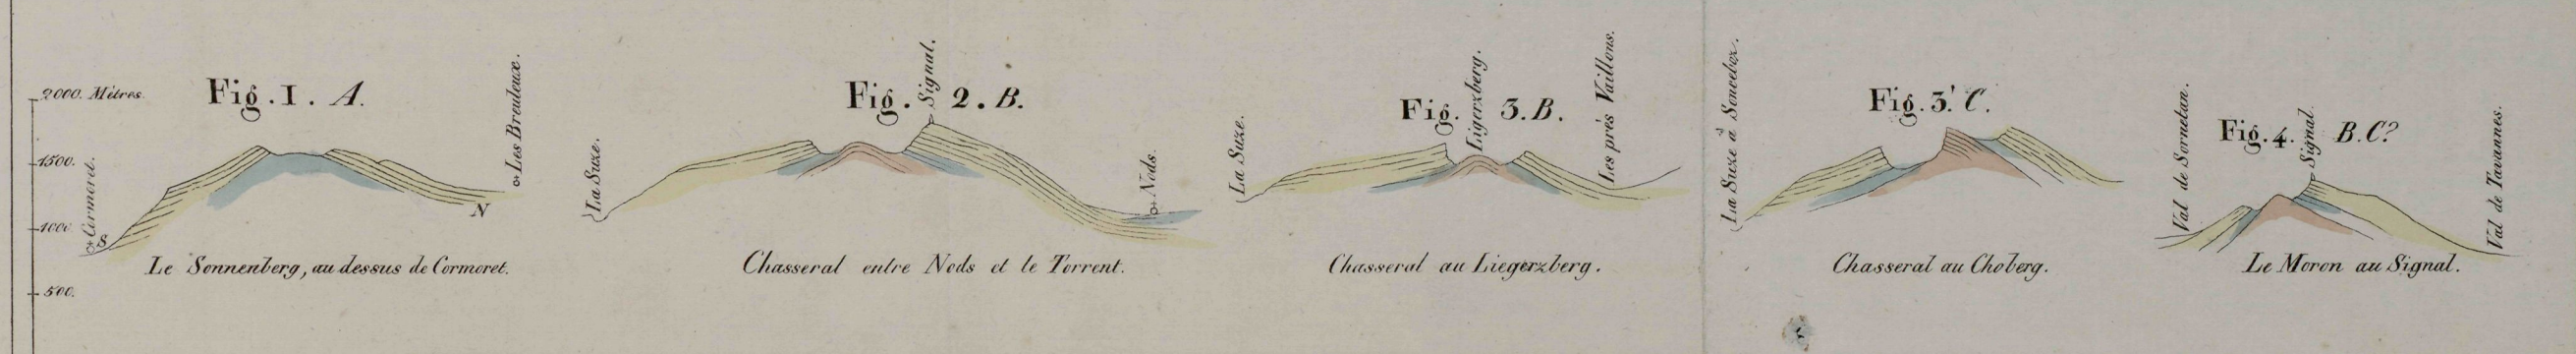 2000. Mètres.
1500.
1000
500.
Fig. 1. A.
Cormoret.
S
N
Les Breuleux.
Le Sonnenberg, au dessus de Cormoret.
Fig. 2. B.
La Suze.
Signal.
Nods.
Chasseral entre Nods et le Torrent.
Fig. 3. B.
La Suze.
Ligerzberg.
Les prés Vaillons.
Chasseral au Liegerzberg.
Fig. 3' C.
La Suze à Sonceboz.
Chasseral au Choberg.
Fig. 4. B.C?
Val de Sornetan.
Signal.
Val de Tavannes.
Le Moron au Signal.